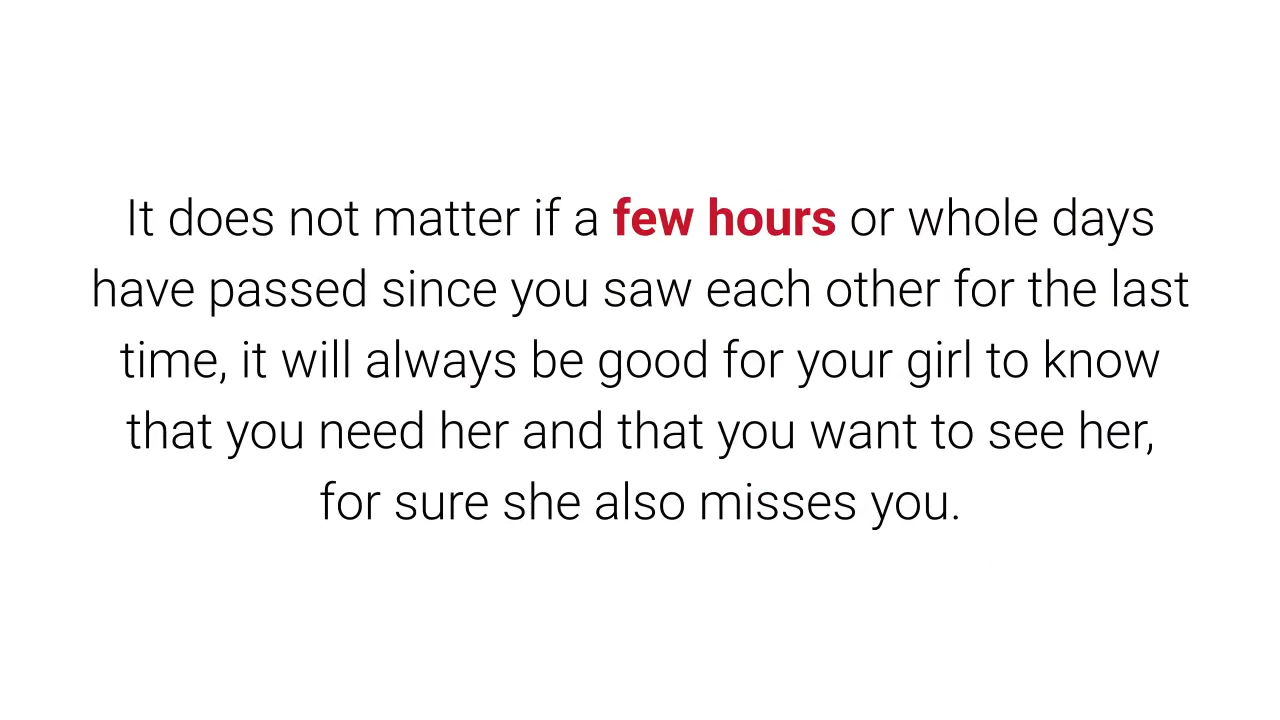 It does not matter if a few hours or whole days
have passed since you saw each other for the last
time, it will always be good for your girl to know
that you need her and that you want to see her,
for sure she also misses you.